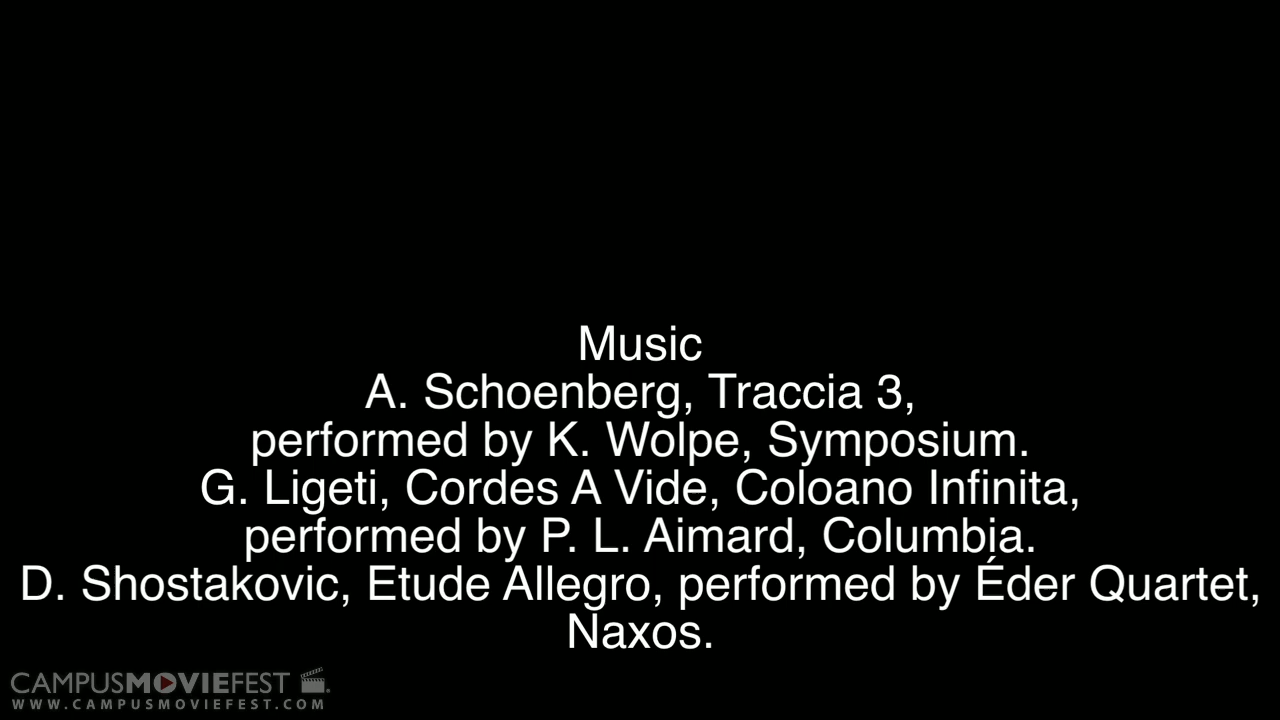 Music
A. Schoenberg, Traccia 3,
performed by K. Wolpe, Symposium.
G. Ligeti, Cordes A Vide, Coloano Infinita,
performed by P. L. Aimard, Columbia.
D. Shostakovic, Etude Allegro, performed by Éder Quartet,
Naxos.
CAMPUSMOVIEFEST
WWW.CAMPUSMOVIEFEST.COM